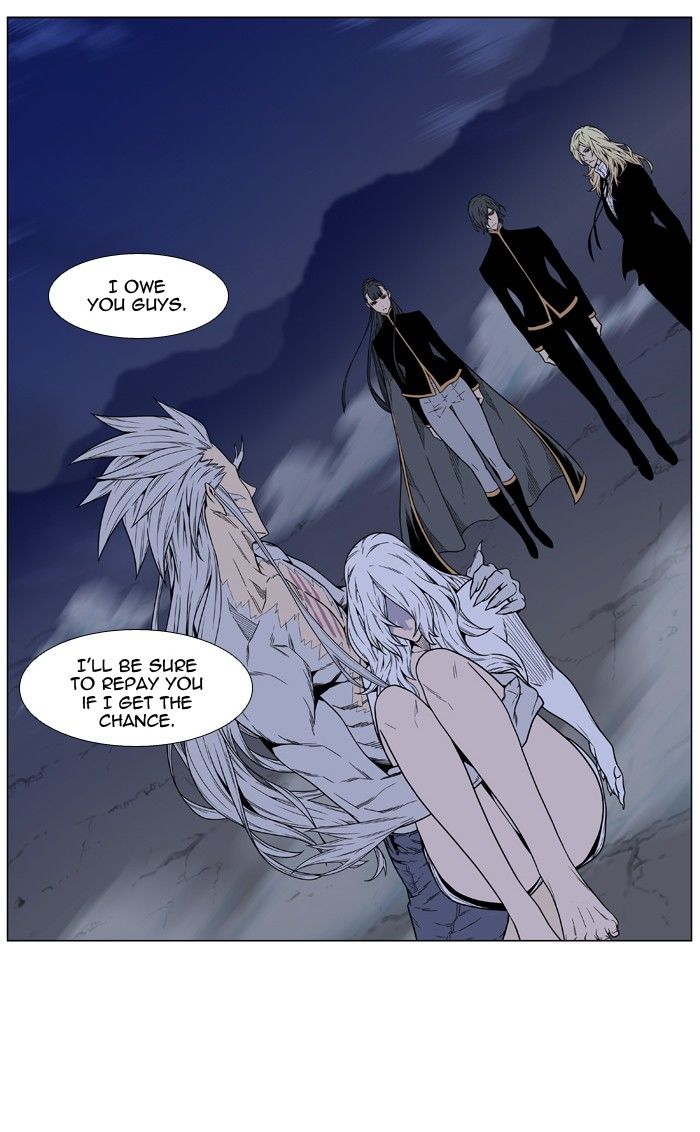 I OWE
YOU GUYS.
I'LL BE SURE
TO REPAY YOU
IF I GET THE
CHANCE.